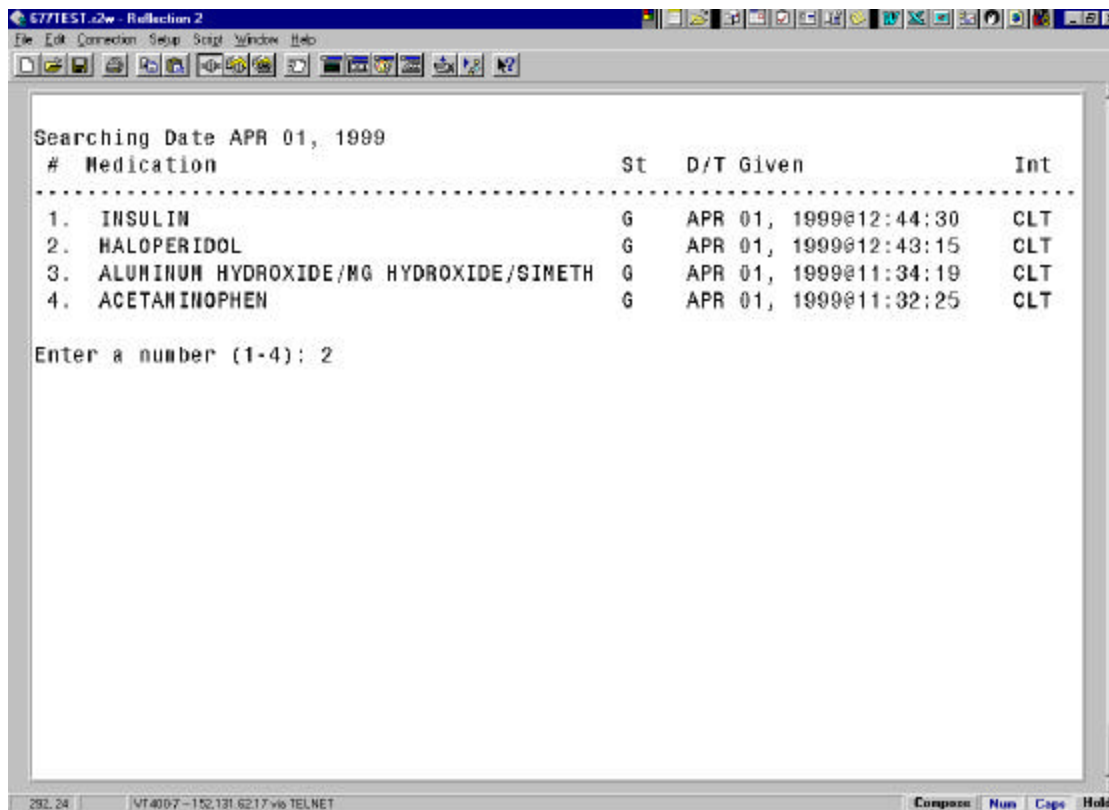 677TEST.r2w - Reflection 2
File Edit Connection Setup Script Window Help
Searching Date APR 01, 1999
# Medication St D/T Given Int
1. INSULIN G APR 01, 1999@12:44:30 CLT
2. HALOPERIDOL G APR 01, 1999@12:43:15 CLT
3. ALUMINUM HYDROXIDE/MG HYDROXIDE/SIMETH G APR 01, 1999@11:34:19 CLT
4. ACETAMINOPHEN G APR 01, 1999@11:32:25 CLT
Enter a number (1-4): 2
292, 24 VT400-7 -- 152.131.62.17 via TELNET Compose Num Caps Hold